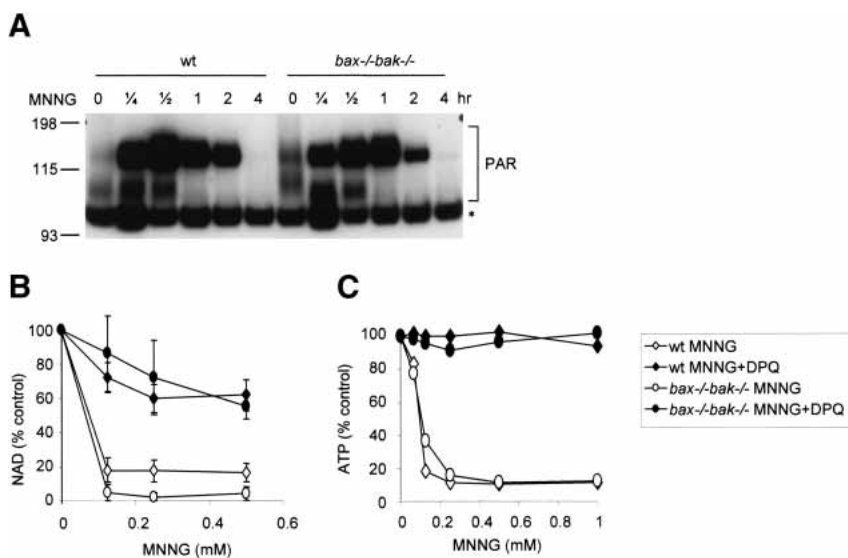 A
wt bax-/-bak-/-
MNNG 0 ¼ ½ 1 2 4 0 ¼ ½ 1 2 4 hr
198
115
93
PAR
*
B
NAD (% control)
100
80
60
40
20
0
0 0.2 0.4 0.6
MNNG (mM)
C
ATP (% control)
100
80
60
40
20
0
0 0.2 0.4 0.6 0.8 1
MNNG (mM)
wt MNNG
wt MNNG+DPQ
bax-/-bak-/- MNNG
bax-/-bak-/- MNNG+DPQ